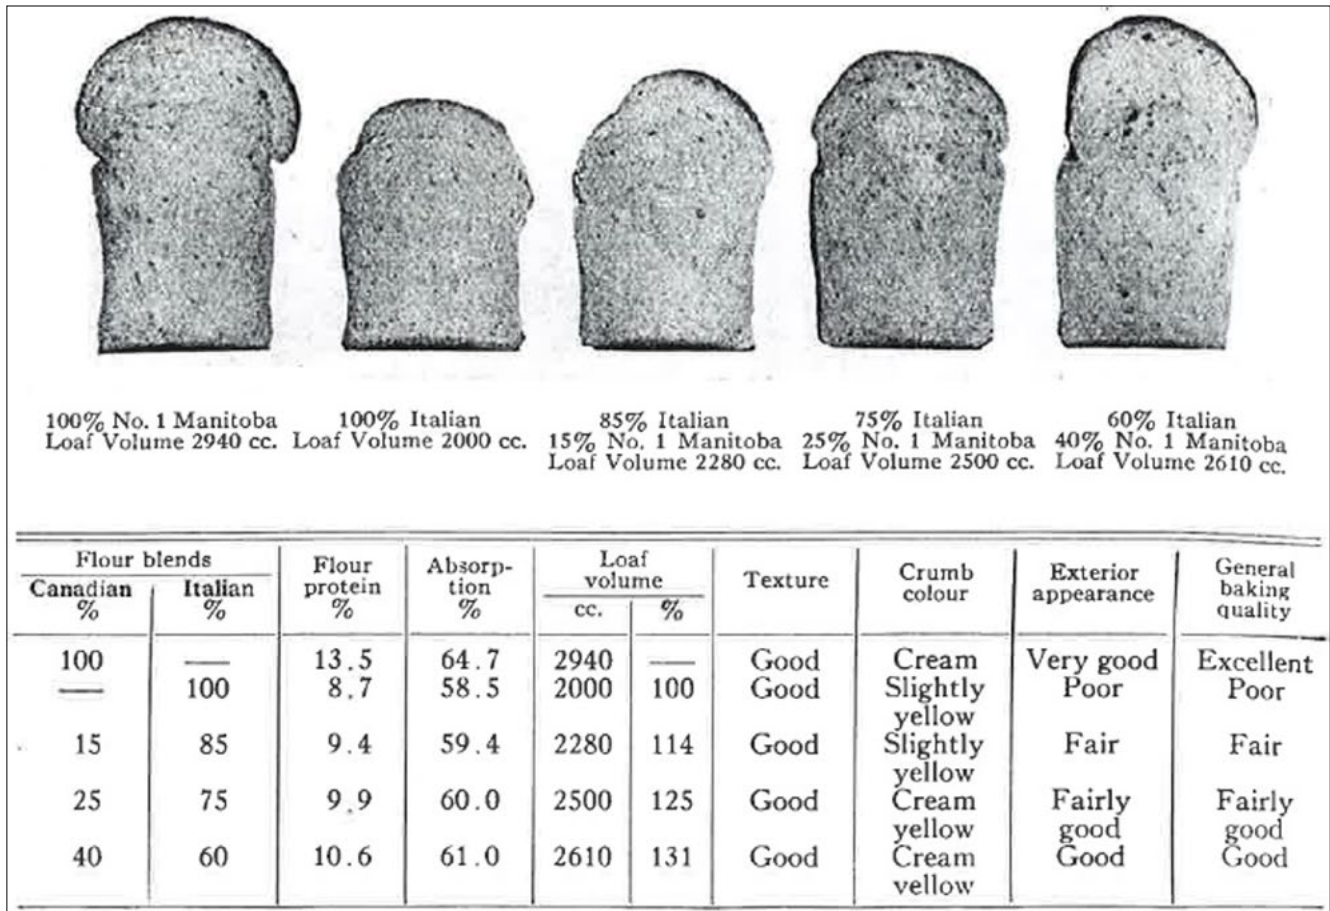 100% No. 1 Manitoba
Loaf Volume 2940 cc.
100% Italian
Loaf Volume 2000 cc.
85% Italian
15% No. 1 Manitoba
Loaf Volume 2280 cc.
75% Italian
25% No. 1 Manitoba
Loaf Volume 2500 cc.
60% Italian
40% No. 1 Manitoba
Loaf Volume 2610 cc.
Flour blends Flour protein % Absorp-tion % Loaf volume Texture Crumb colour Exterior appearance General baking quality
Canadian % Italian % cc. %
100 — 13.5 64.7 2940 — Good Cream Very good Excellent
— 100 8.7 58.5 2000 100 Good Slightly yellow Poor Poor
15 85 9.4 59.4 2280 114 Good Slightly yellow Fair Fair
25 75 9.9 60.0 2500 125 Good Cream yellow Fairly good Fairly good
40 60 10.6 61.0 2610 131 Good Cream yellow Good Good